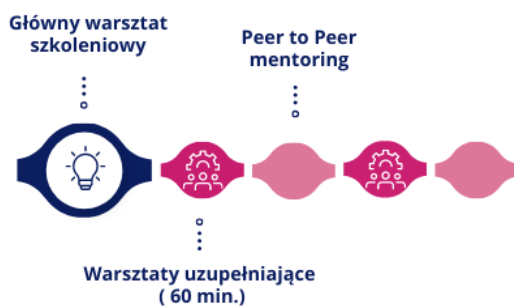 Główny warsztat
szkoleniowy
Peer to Peer
mentoring
Warsztaty uzupełniające
( 60 min.)